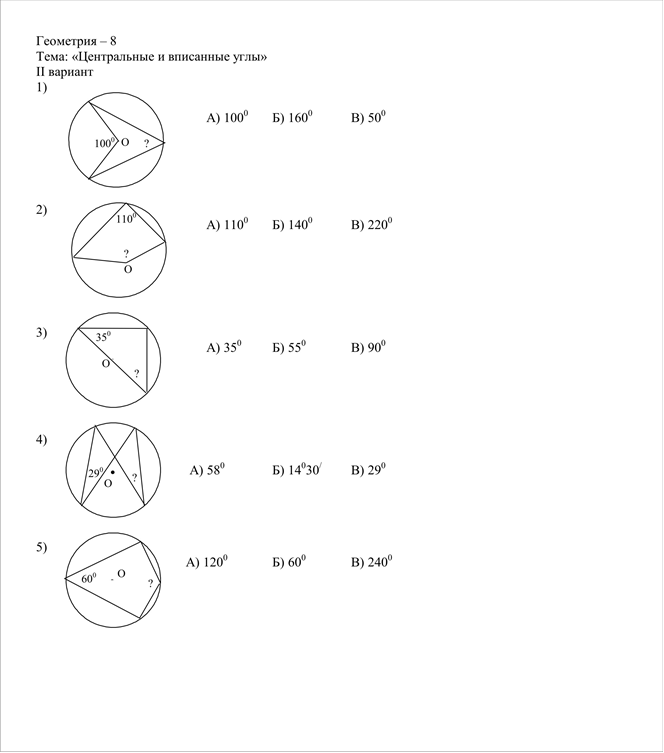 Геометрия – 8
Тема: «Центральные и вписанные углы»
II вариант
1)
100⁰ О ?
А) 100⁰ Б) 160⁰ В) 50⁰
2)
110⁰
?
О
А) 110⁰ Б) 140⁰ В) 220⁰
3)
35⁰
О
?
А) 35⁰ Б) 55⁰ В) 90⁰
4)
29⁰ ?
О
А) 58⁰ Б) 14⁰30/ В) 29⁰
5)
60⁰ О ?
А) 120⁰ Б) 60⁰ В) 240⁰